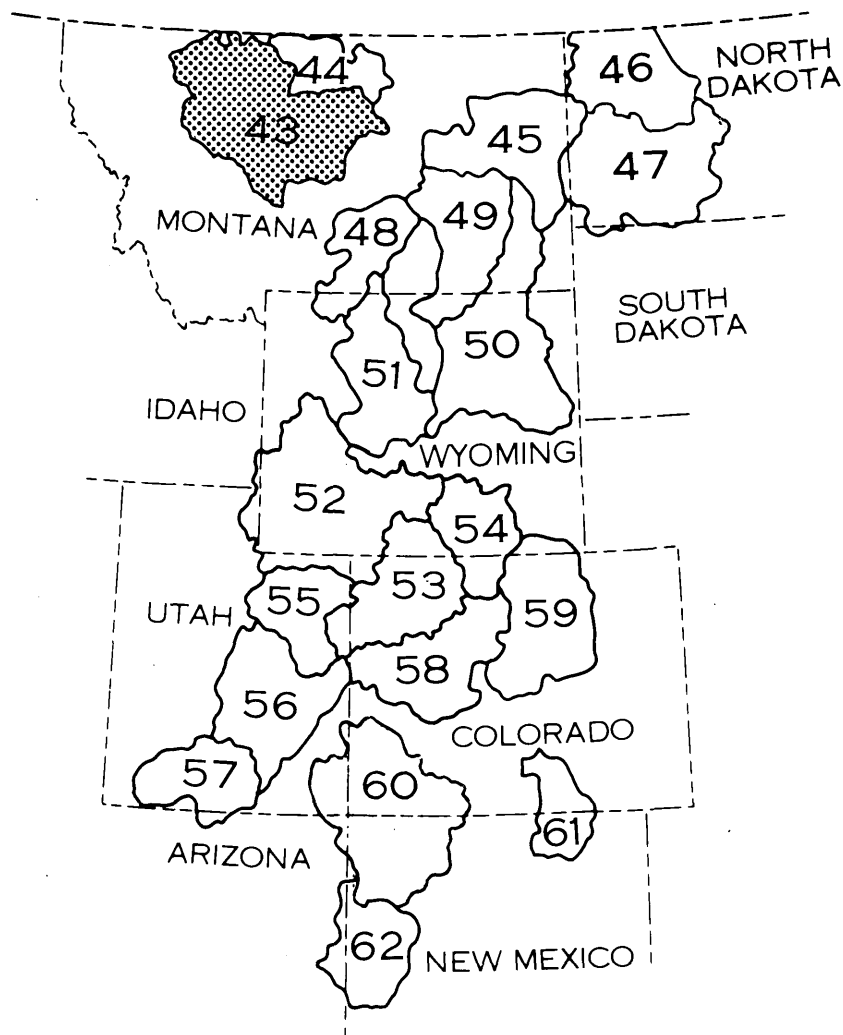 44
46
NORTH
DAKOTA
43
45
47
MONTANA
48
49
SOUTH
DAKOTA
50
51
IDAHO
WYOMING
52
54
53
55
59
UTAH
58
56
COLORADO
57
60
61
ARIZONA
62
NEW MEXICO